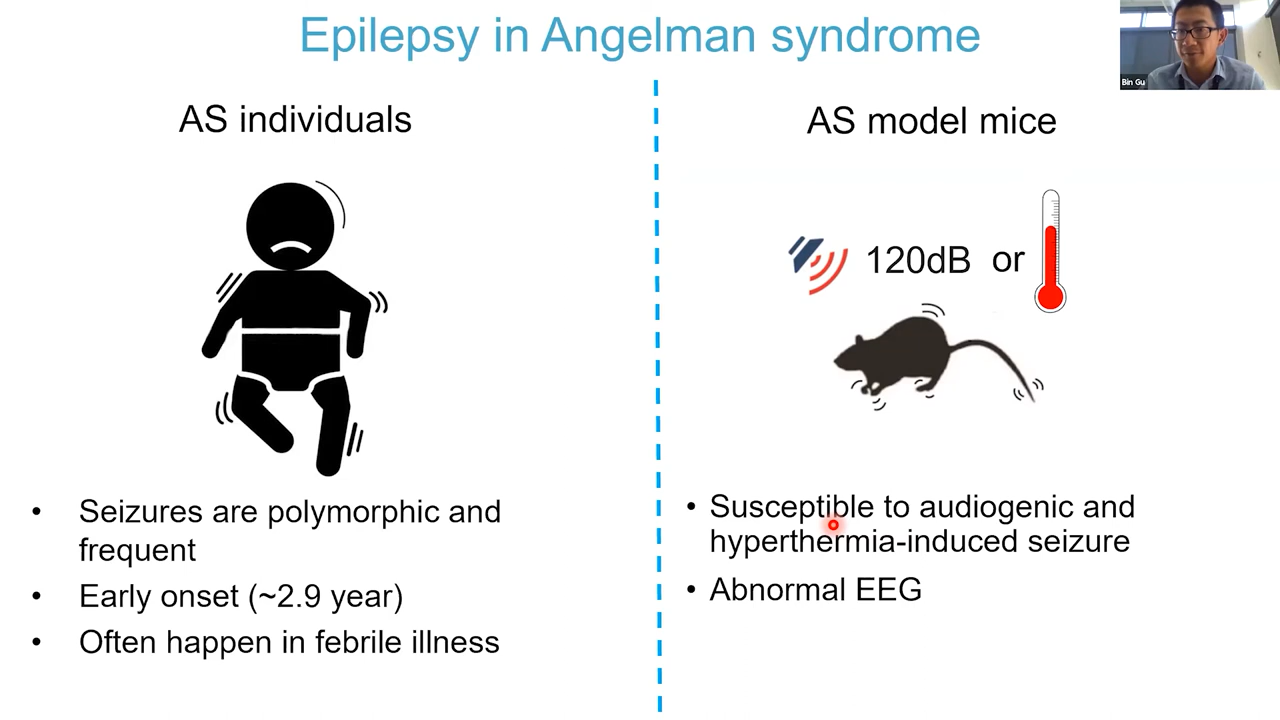 Epilepsy in Angelman syndrome
Bin Gu
AS individuals
• Seizures are polymorphic and
frequent
• Early onset (~2.9 year)
• Often happen in febrile illness
AS model mice
120dB or
• Susceptible to audiogenic and
hyperthermia-induced seizure
• Abnormal EEG